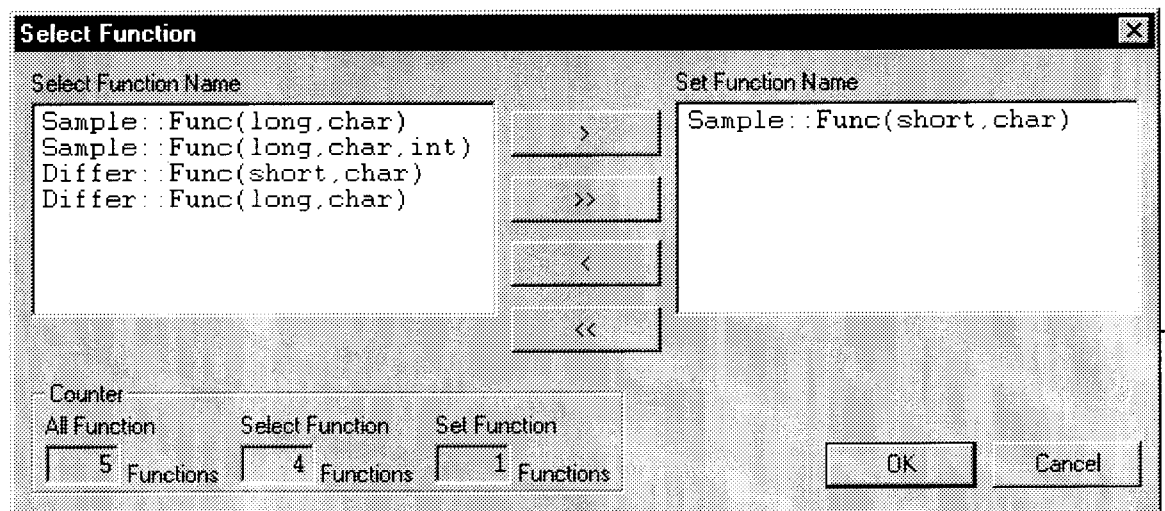 Select Function
Select Function Name
Set Function Name
Sample::Func(long,char)
Sample::Func(long,char,int)
Differ::Func(short,char)
Differ::Func(long,char)
Sample::Func(short,char)
>
>>
<
<<
Counter
All Function Select Function Set Function
5 Functions 4 Functions 1 Functions
OK Cancel